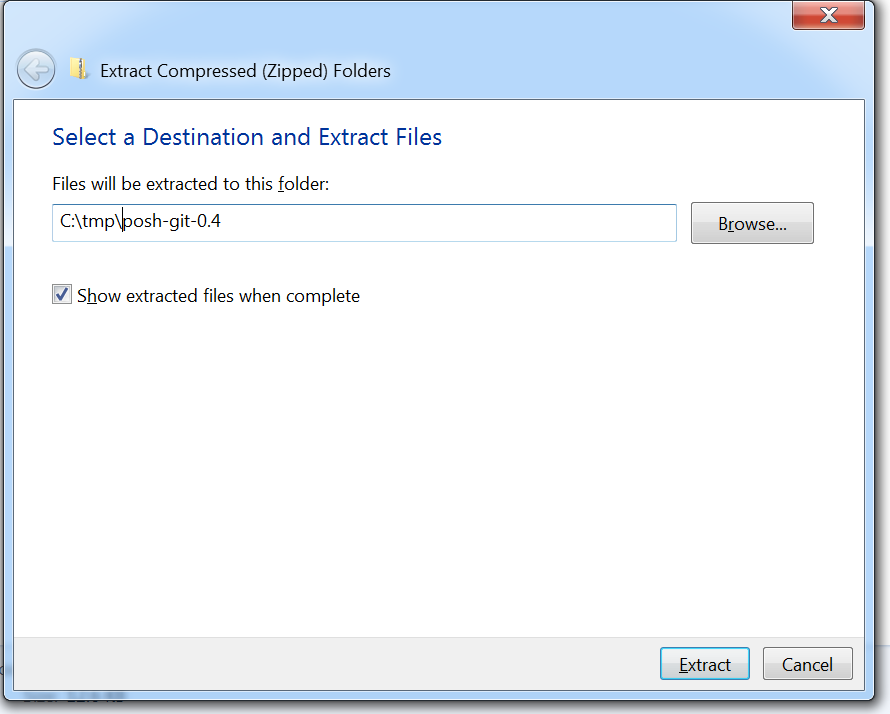 Extract Compressed (Zipped) Folders
Select a Destination and Extract Files
Files will be extracted to this folder:
C:\tmp\posh-git-0.4
Browse...
Show extracted files when complete
Extract
Cancel